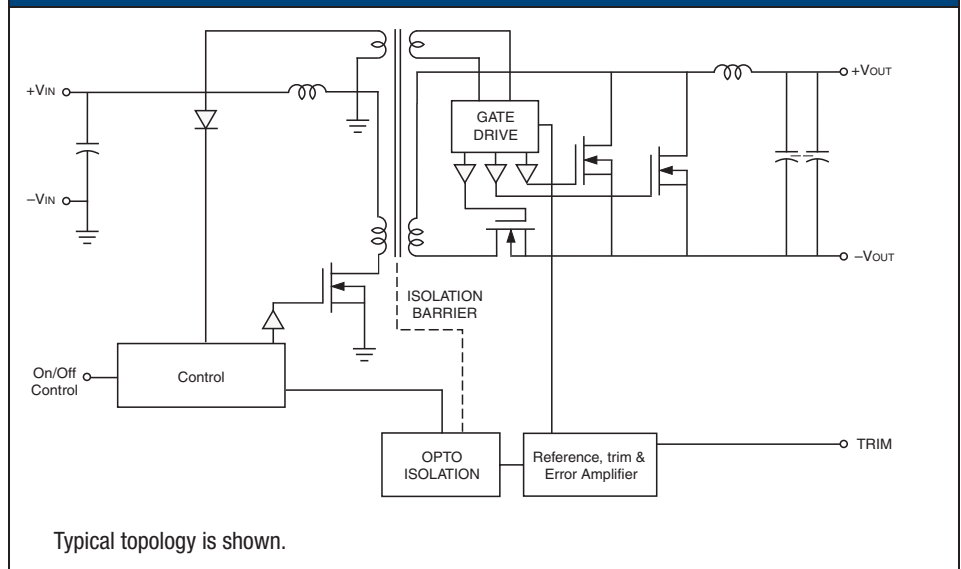 +VIN
−VIN
GATE
DRIVE
+VOUT
−VOUT
ISOLATION
BARRIER
On/Off
Control
Control
OPTO
ISOLATION
Reference, trim &
Error Amplifier
TRIM
Typical topology is shown.